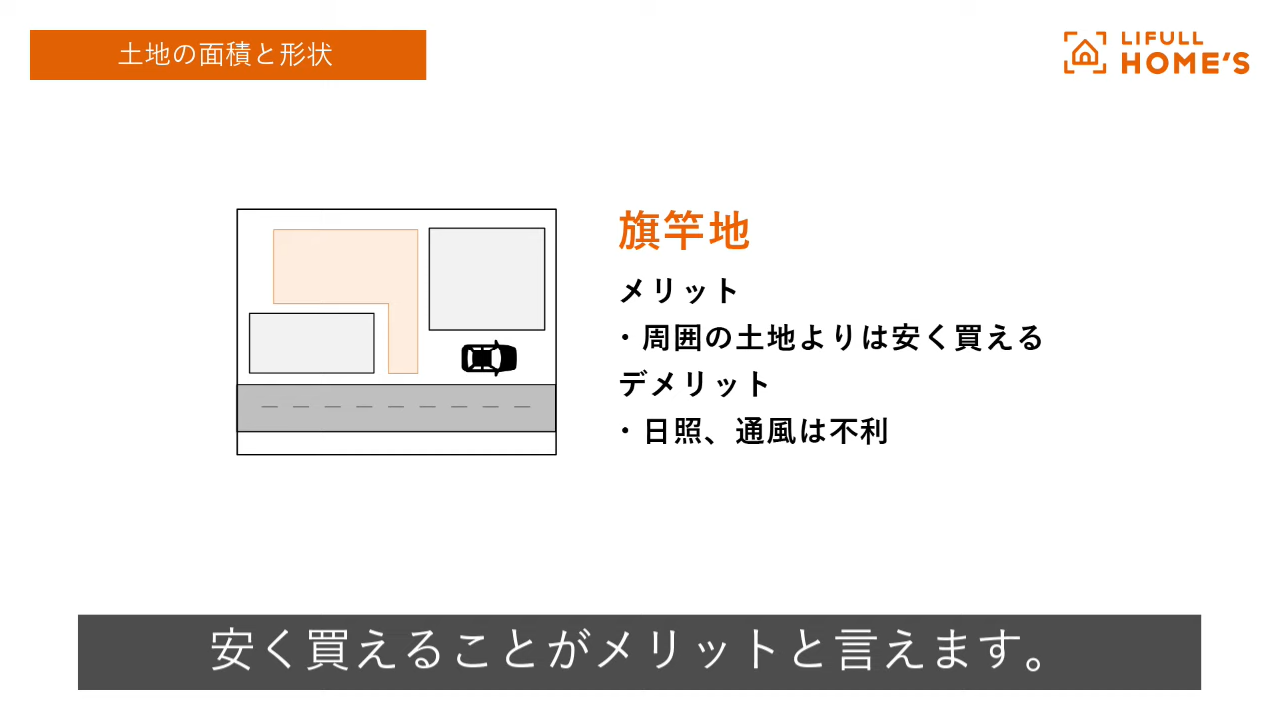 土地の面積と形状
LIFULL
HOME'S
旗竿地
メリット
・周囲の土地よりは安く買える
デメリット
・日照、通風は不利
安く買えることがメリットと言えます。